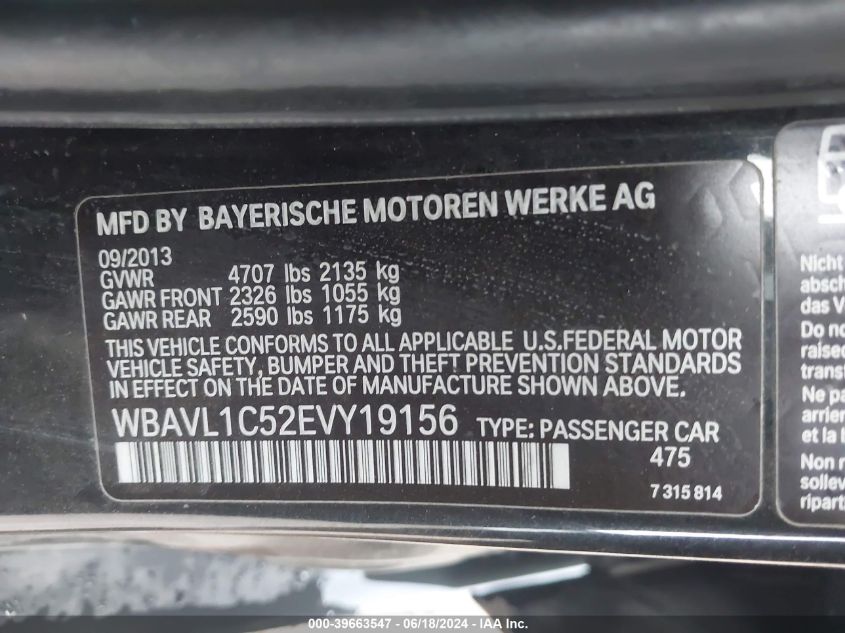 MFD BY BAYERISCHE MOTOREN WERKE AG
09/2013
GVWR 4707 lbs 2135 kg
GAWR FRONT 2326 lbs 1055 kg
GAWR REAR 2590 lbs 1175 kg
THIS VEHICLE CONFORMS TO ALL APPLICABLE U.S.FEDERAL MOTOR
VEHICLE SAFETY, BUMPER AND THEFT PREVENTION STANDARDS
IN EFFECT ON THE DATE OF MANUFACTURE SHOWN ABOVE.
WBAVL1C52EVY19156 TYPE: PASSENGER CAR
475
7 315 814
Nicht
absch
das V
Do no
raised
transf
Ne pa
arrier
et la b
Non r
sollev
ripart
000-39663547 - 06/18/2024 - IAA Inc.